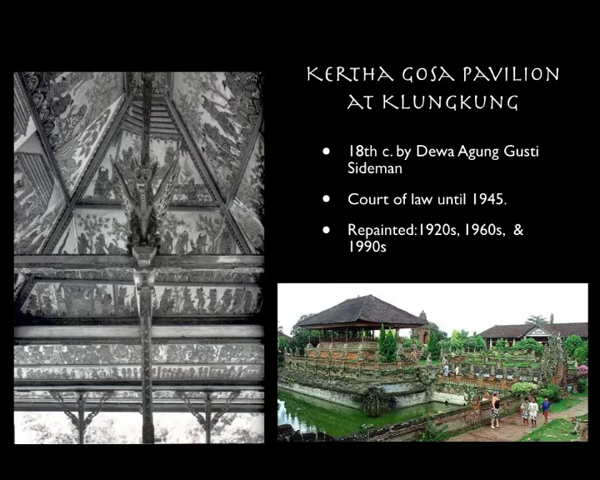 Kertha Gosa Pavilion
at Klungkung
• 18th c. by Dewa Agung Gusti
Sideman
• Court of law until 1945.
• Repainted:1920s, 1960s, &
1990s